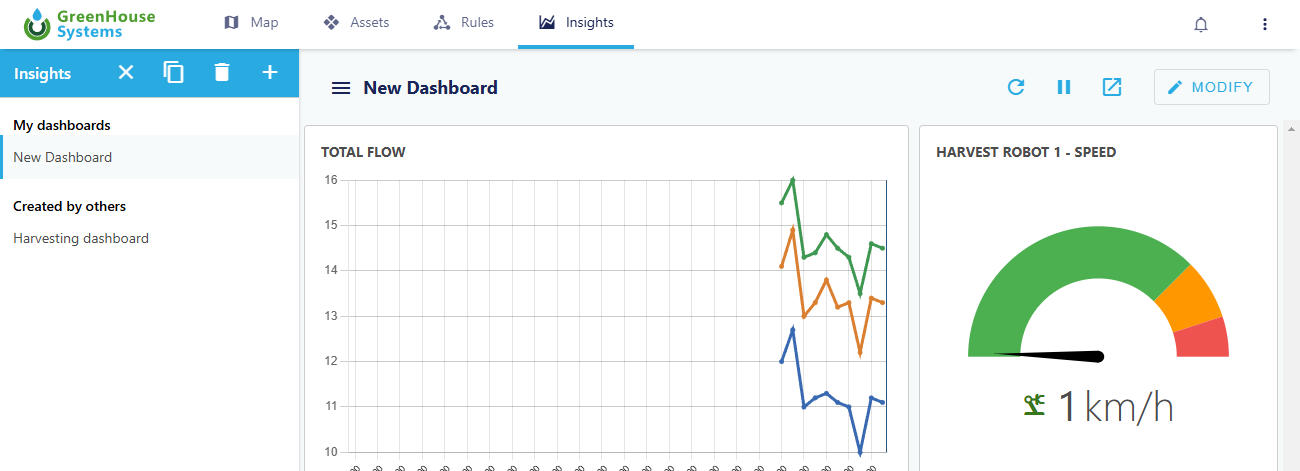 GreenHouse
Systems
Map
Assets
Rules
Insights
Insights
New Dashboard
MODIFY
My dashboards
New Dashboard
Created by others
Harvesting dashboard
TOTAL FLOW
16
15
14
13
12
11
10
HARVEST ROBOT 1 - SPEED
1 km/h